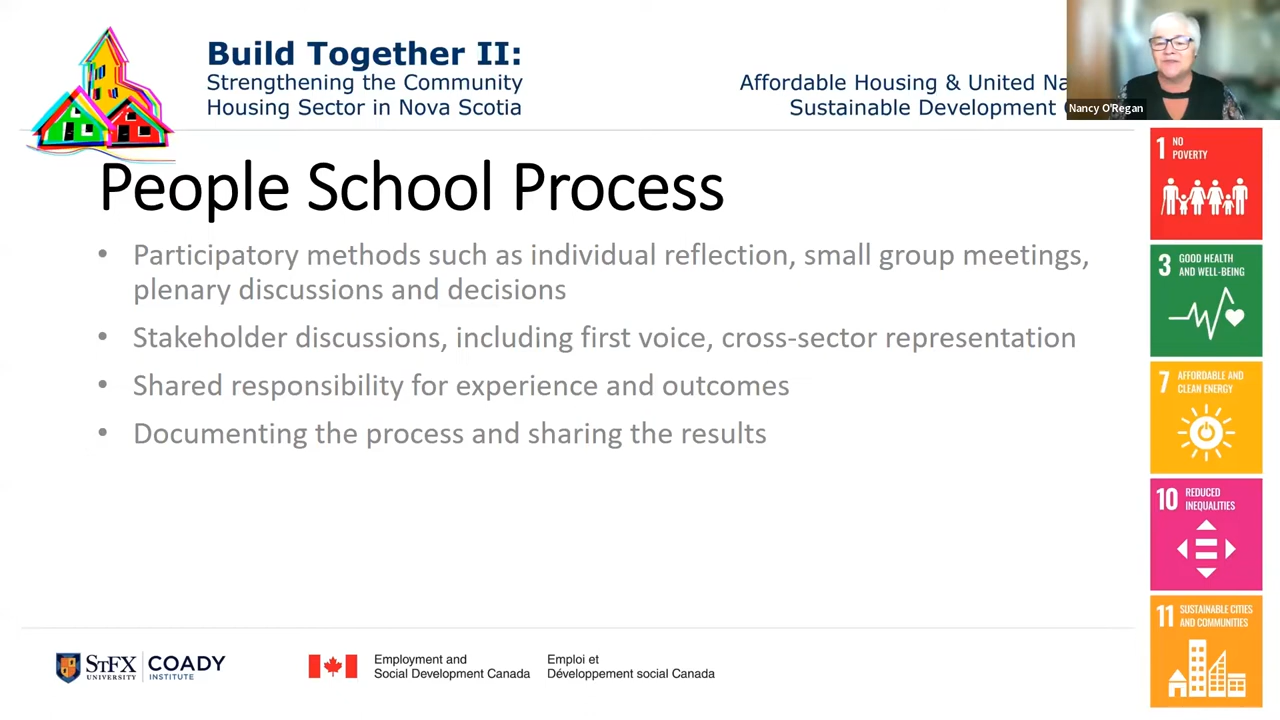 Build Together II:
Strengthening the Community
Housing Sector in Nova Scotia
Affordable Housing & United
Sustainable Development
Nancy O'Regan
People School Process
• Participatory methods such as individual reflection, small group meetings,
plenary discussions and decisions
• Stakeholder discussions, including first voice, cross-sector representation
• Shared responsibility for experience and outcomes
• Documenting the process and sharing the results
1 NO
POVERTY
3 GOOD HEALTH
AND WELL-BEING
7 AFFORDABLE AND
CLEAN ENERGY
10 REDUCED
INEQUALITIES
11 SUSTAINABLE CITIES
AND COMMUNITIES
STFX
UNIVERSITY
COADY
INSTITUTE
Employment and
Social Development Canada
Emploi et
Développement social Canada